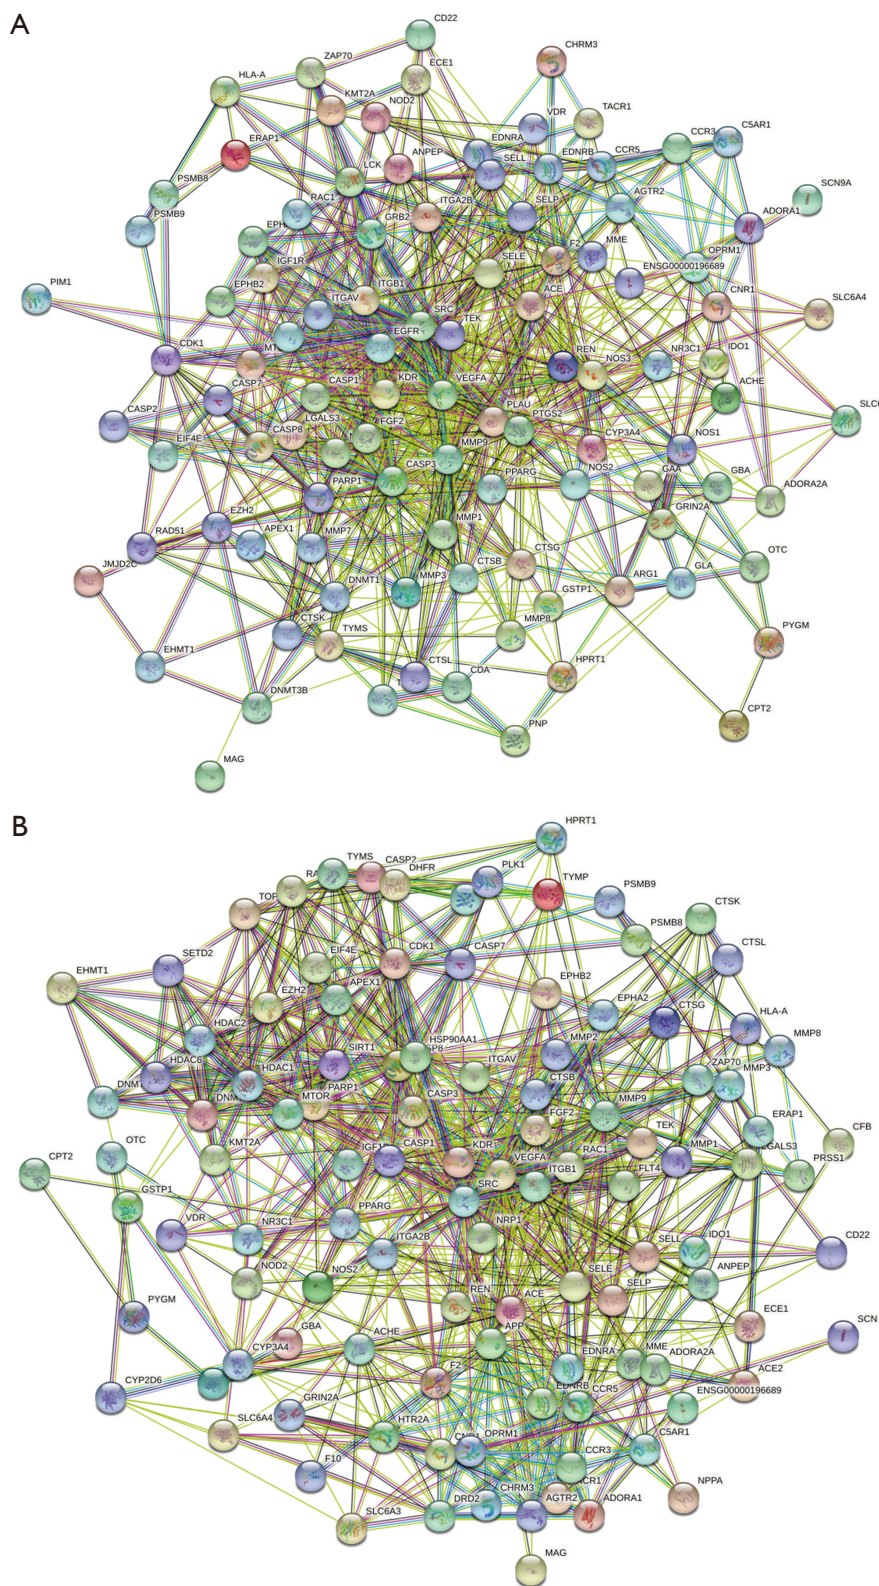 A
CD22
CHRM3
ZAP70
ECE1
HLA-A
KMT2A
NOD2
VDR
TACR1
ERAP1
ANPEP
EDNRA
EDNRB
CCR5
CCR3
C5AR1
LCK
SELL
PSMB8
RAC1
ITGA2B
AGTR2
SCN9A
PSMB9
GRB2
SELP
ADORA1
EPH
F2
MME
OPRM1
IGF1R
SELE
ENSG00000196689
EPHB2
ITGB1
ACE
CNR1
PIM1
ITGAV
SRC
SLC6A4
TEK
EGFR
CDK1
REN
NOS3
NR3C1
IDO1
CASP7
CASP1
KDR
VEGFA
ACHE
PLAU
PTGS2
CASP2
CASP8
LGALS3
FGF2
CYP3A4
NOS1
MMP9
EIF4E
CASP3
PPARG
NOS2
GAA
GBA
ADORA2A
PARP1
EZH2
MMP1
GRIN2A
RAD51
APEX1
MMP7
CTSG
OTC
JMJD2C
DNMT1
MMP3
CTSB
GSTP1
ARG1
GLA
CTSK
EHMT1
TYMS
MMP8
PYGM
CTSL
CDA
HPRT1
DNMT3B
PNP
CPT2
MAG
B
HPRT1
TYMS
CASP2
DHFR
PLK1
TYMP
PSMB9
CTSK
TOP
PSMB8
CTSL
SETD2
EIF4E
CDK1
CASP7
EHMT1
EZH2
APEX1
EPHB2
EPHA2
CTSG
HLA-A
HDAC2
HSP90AA1
MMP2
MMP8
HDAC6
SIRT1
SP8
ITGAV
ZAP70
MMP3
HDAC1
PARP1
CTSB
DNMT
MTOR
CASP3
FGF2
MMP9
ERAP1
KMT2A
CASP1
KDR
RAC1
TEK
MMP1
LGALS3
CFB
OTC
VEGFA
ITGB1
FLT4
PRSS1
CPT2
SRC
GSTP1
PPARG
NRP1
VDR
NR3C1
ITGA2B
SELL
IDO1
CD22
NOD2
NOS2
SELE
ANPEP
REN
ACE
SELP
PYGM
GBA
ACHE
APP
ECE1
SCN
CYP3A4
EDNRA
MME
ADORA2A
CYP2D6
F2
ACE2
GRIN2A
EDNRB
CCR5
ENSG00000196689
SLC6A4
HTR2A
OPRM1
C5AR1
F10
CNR1
CCR3
NPPA
CHRM3
ACR1
SLC6A3
DRD2
AGTR2
ADORA1
MAG